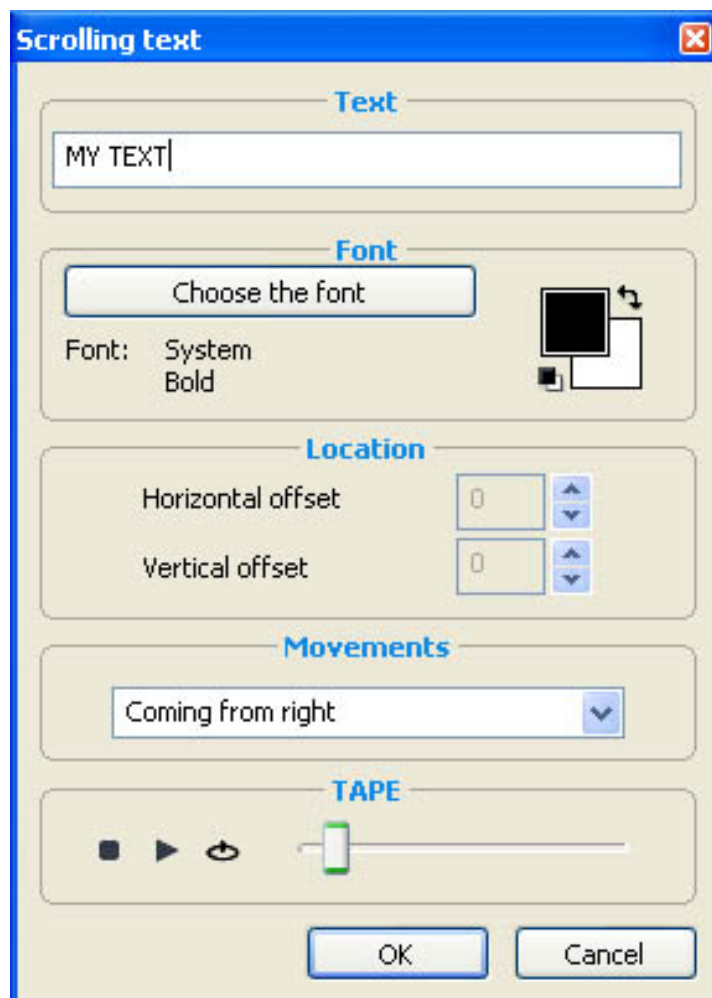 Scrolling text
Text
MY TEXT
Font
Choose the font
Font: System
Bold
Location
Horizontal offset 0
Vertical offset 0
Movements
Coming from right
TAPE
OK Cancel